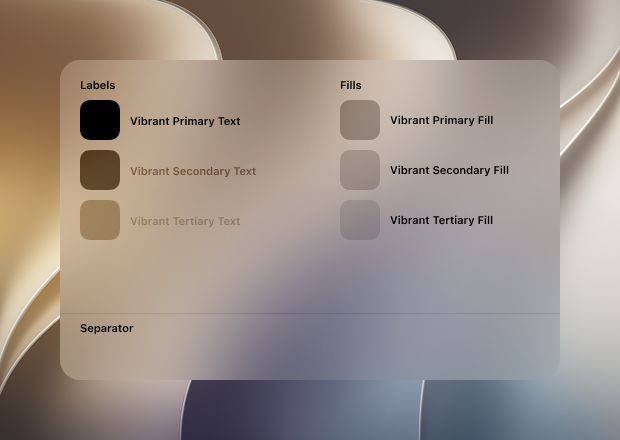 Labels
Vibrant Primary Text
Vibrant Secondary Text
Vibrant Tertiary Text
Fills
Vibrant Primary Fill
Vibrant Secondary Fill
Vibrant Tertiary Fill
Separator